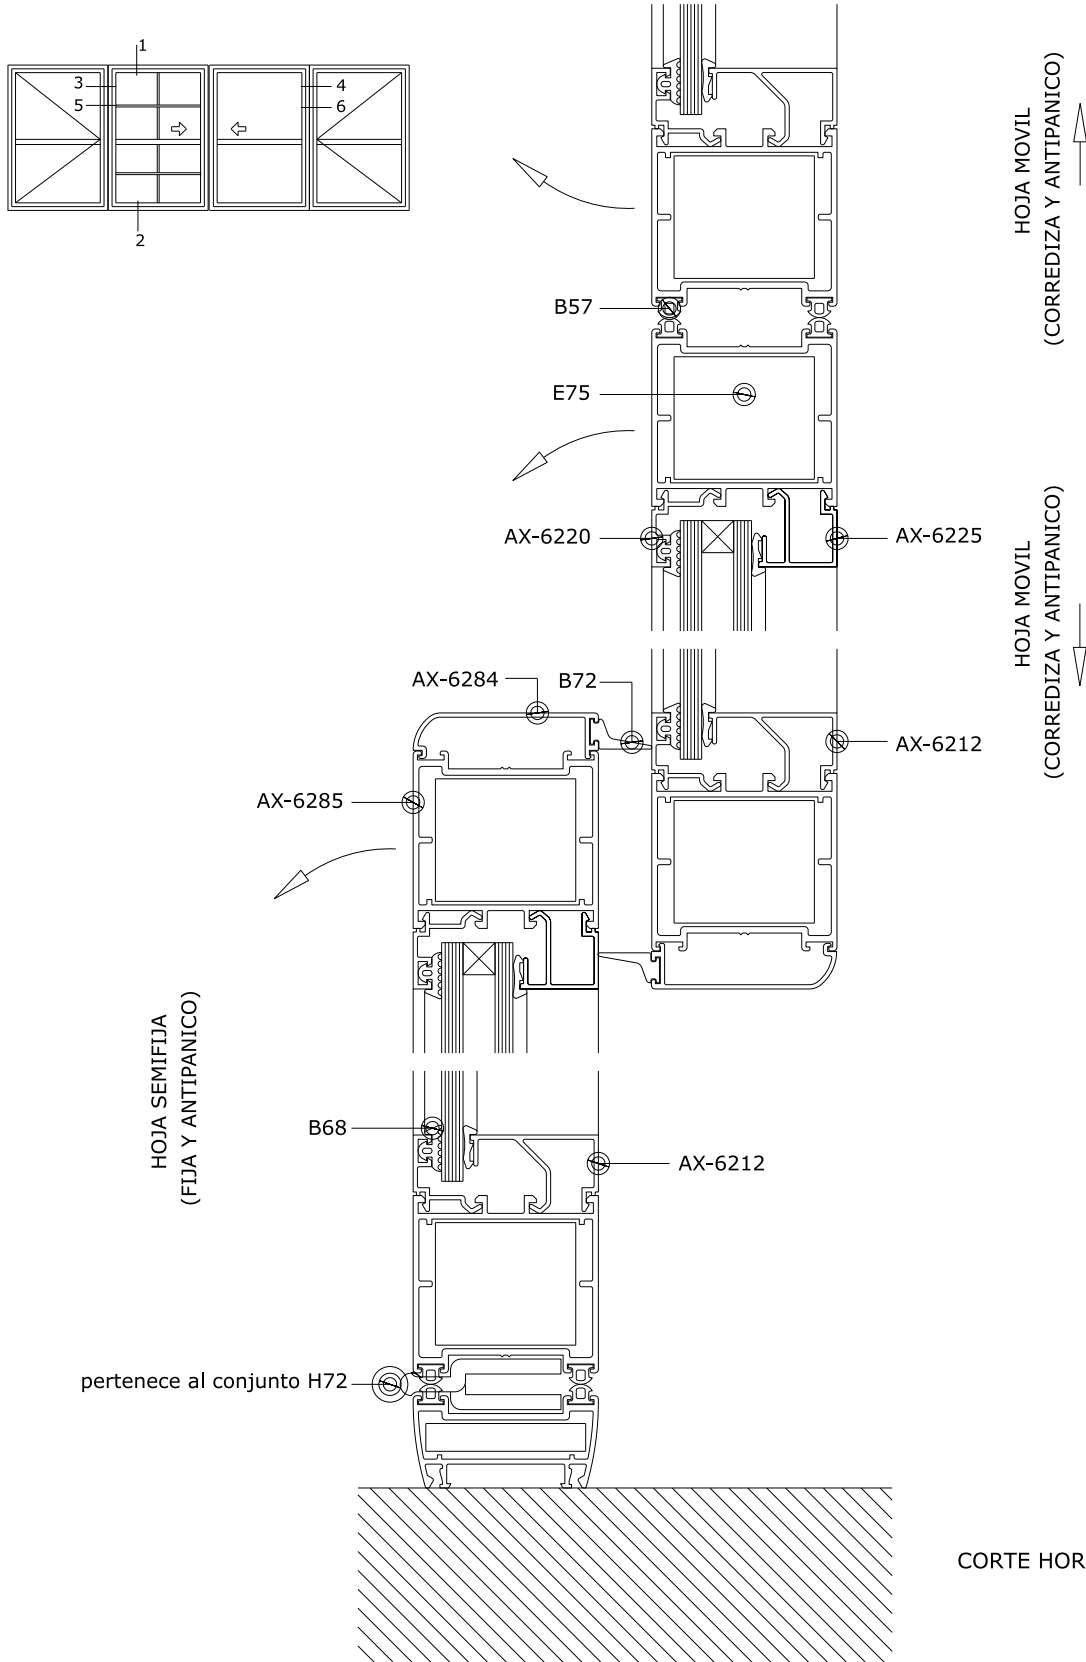 1
3
4
5
6
2
HOJA MOVIL
(CORREDIZA Y ANTIPANICO)
B57
E75
AX-6220
AX-6225
HOJA MOVIL
(CORREDIZA Y ANTIPANICO)
AX-6284
B72
AX-6212
AX-6285
HOJA SEMIFIJA
(FIJA Y ANTIPANICO)
B68
AX-6212
pertenece al conjunto H72
CORTE HOR